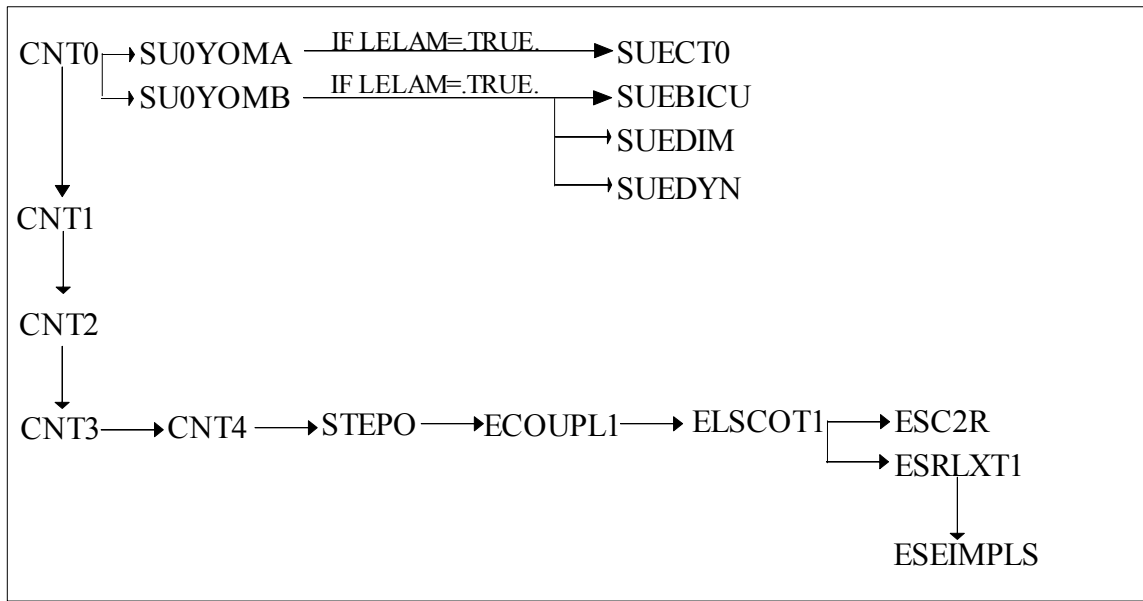 CNT0 SU0YOMA IF LELAM=.TRUE. SUECT0
SU0YOMB IF LELAM=.TRUE. SUEBICU
SUEDIM
SUEDYN
CNT1
CNT2
CNT3 CNT4 STEPO ECOUPL1 ELSCOT1 ESC2R
ESRLXT1
ESEIMPLS